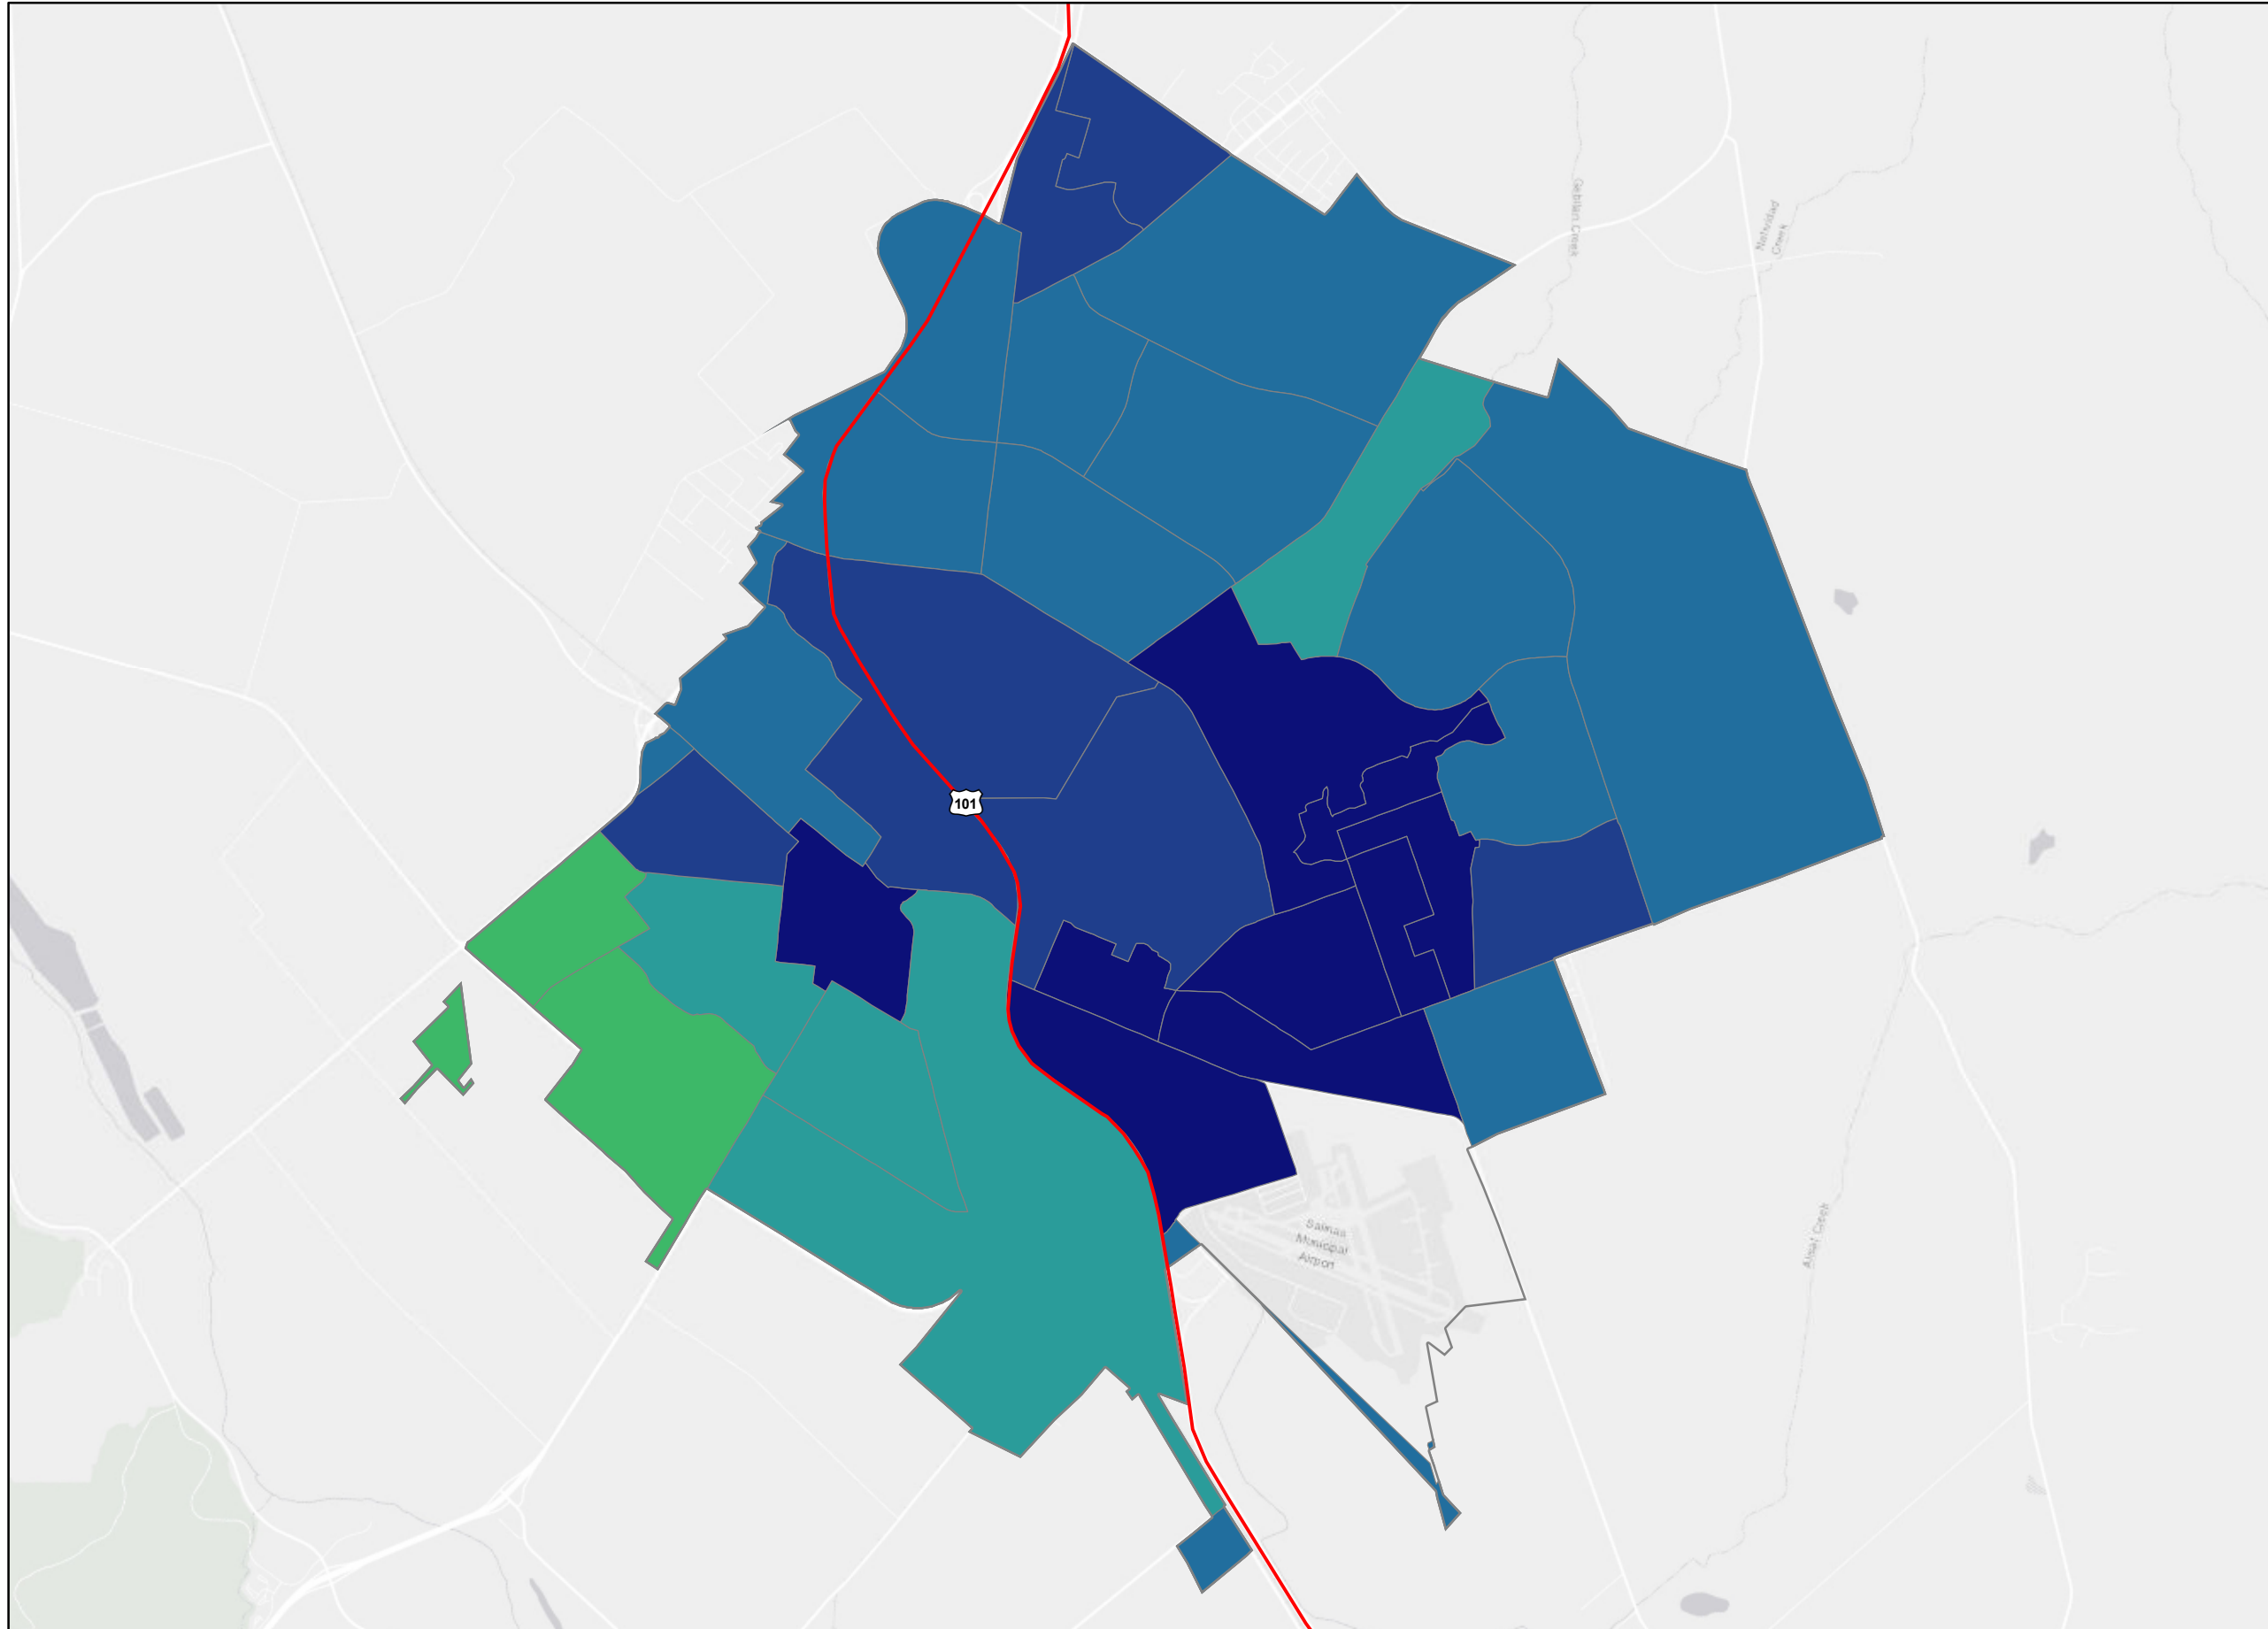 Gabilan Creek
Natividad
Creek
101
Salinas
Municipal
Airport
Alisal Creek